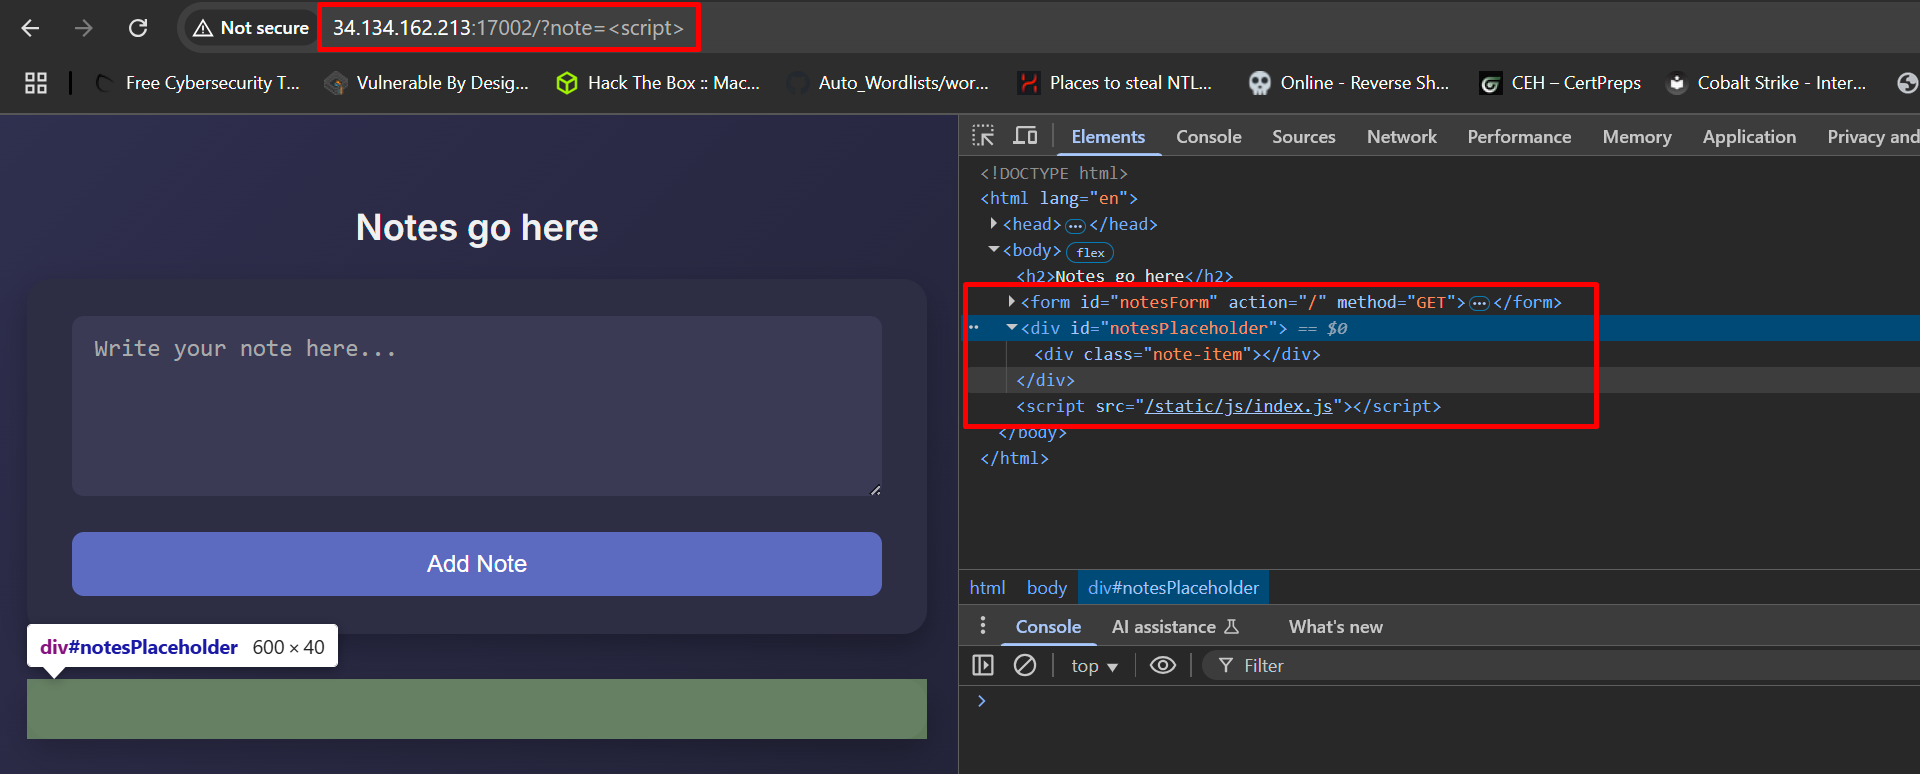 Not secure 34.134.162.213:17002/?note=<script>
Free Cybersecurity T... Vulnerable By Desig... Hack The Box :: Mac... Auto_Wordlists/wor... Places to steal NTL... Online - Reverse Sh... CEH – CertPreps Cobalt Strike - Inter...
Notes go here
Write your note here...
Add Note
div#notesPlaceholder 600 × 40
Elements Console Sources Network Performance Memory Application Privacy and
<!DOCTYPE html>
<html lang="en">
<head>...</head>
<body> flex
<h2>Notes go here</h2>
<form id="notesForm" action="/" method="GET">...</form>
<div id="notesPlaceholder"> == $0
<div class="note-item"></div>
</div>
<script src="/static/js/index.js"></script>
</body>
</html>
html body div#notesPlaceholder
Console AI assistance What's new
top Filter